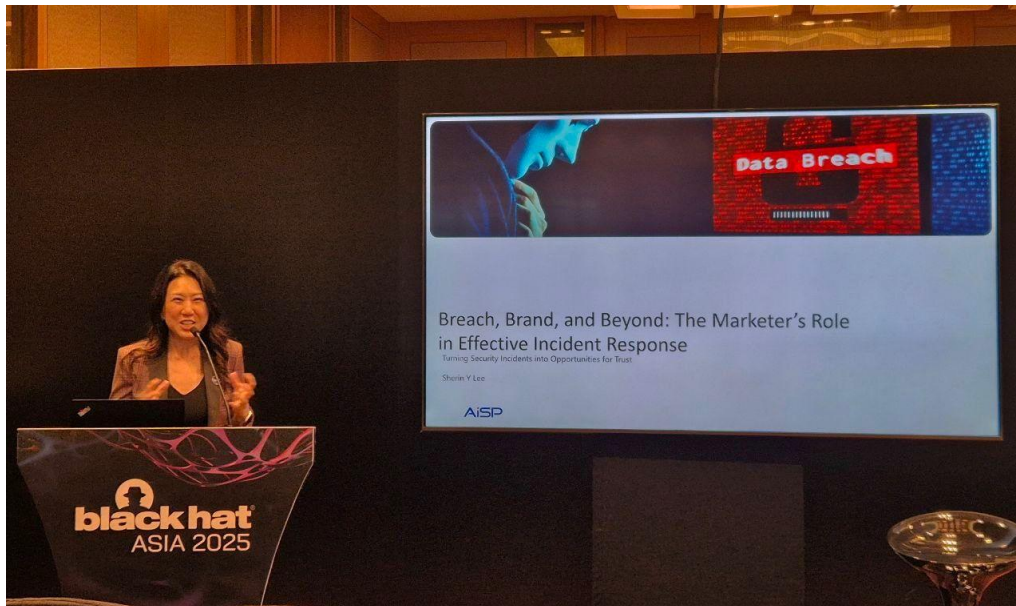 Data Breach
Breach, Brand, and Beyond: The Marketer's Role
in Effective Incident Response
Turning Security Incidents into Opportunities for Trust
Sherin Y Lee
AiSP
black hat
ASIA 2025